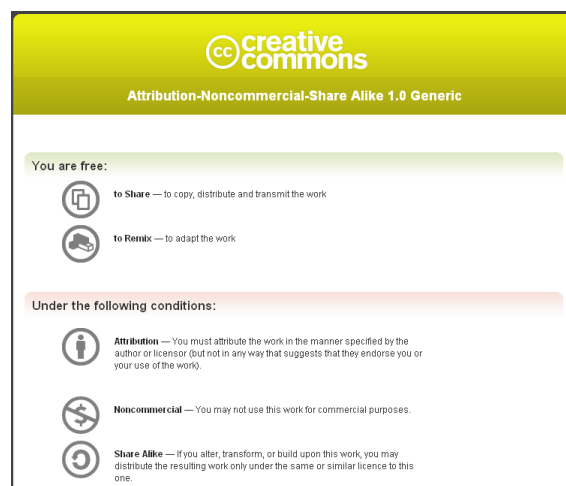 cc creative
commons
Attribution-Noncommercial-Share Alike 1.0 Generic
You are free:
to Share — to copy, distribute and transmit the work
to Remix — to adapt the work
Under the following conditions:
Attribution — You must attribute the work in the manner specified by the
author or licensor (but not in any way that suggests that they endorse you or
your use of the work).
Noncommercial — You may not use this work for commercial purposes.
Share Alike — If you alter, transform, or build upon this work, you may
distribute the resulting work only under the same or similar licence to this
one.